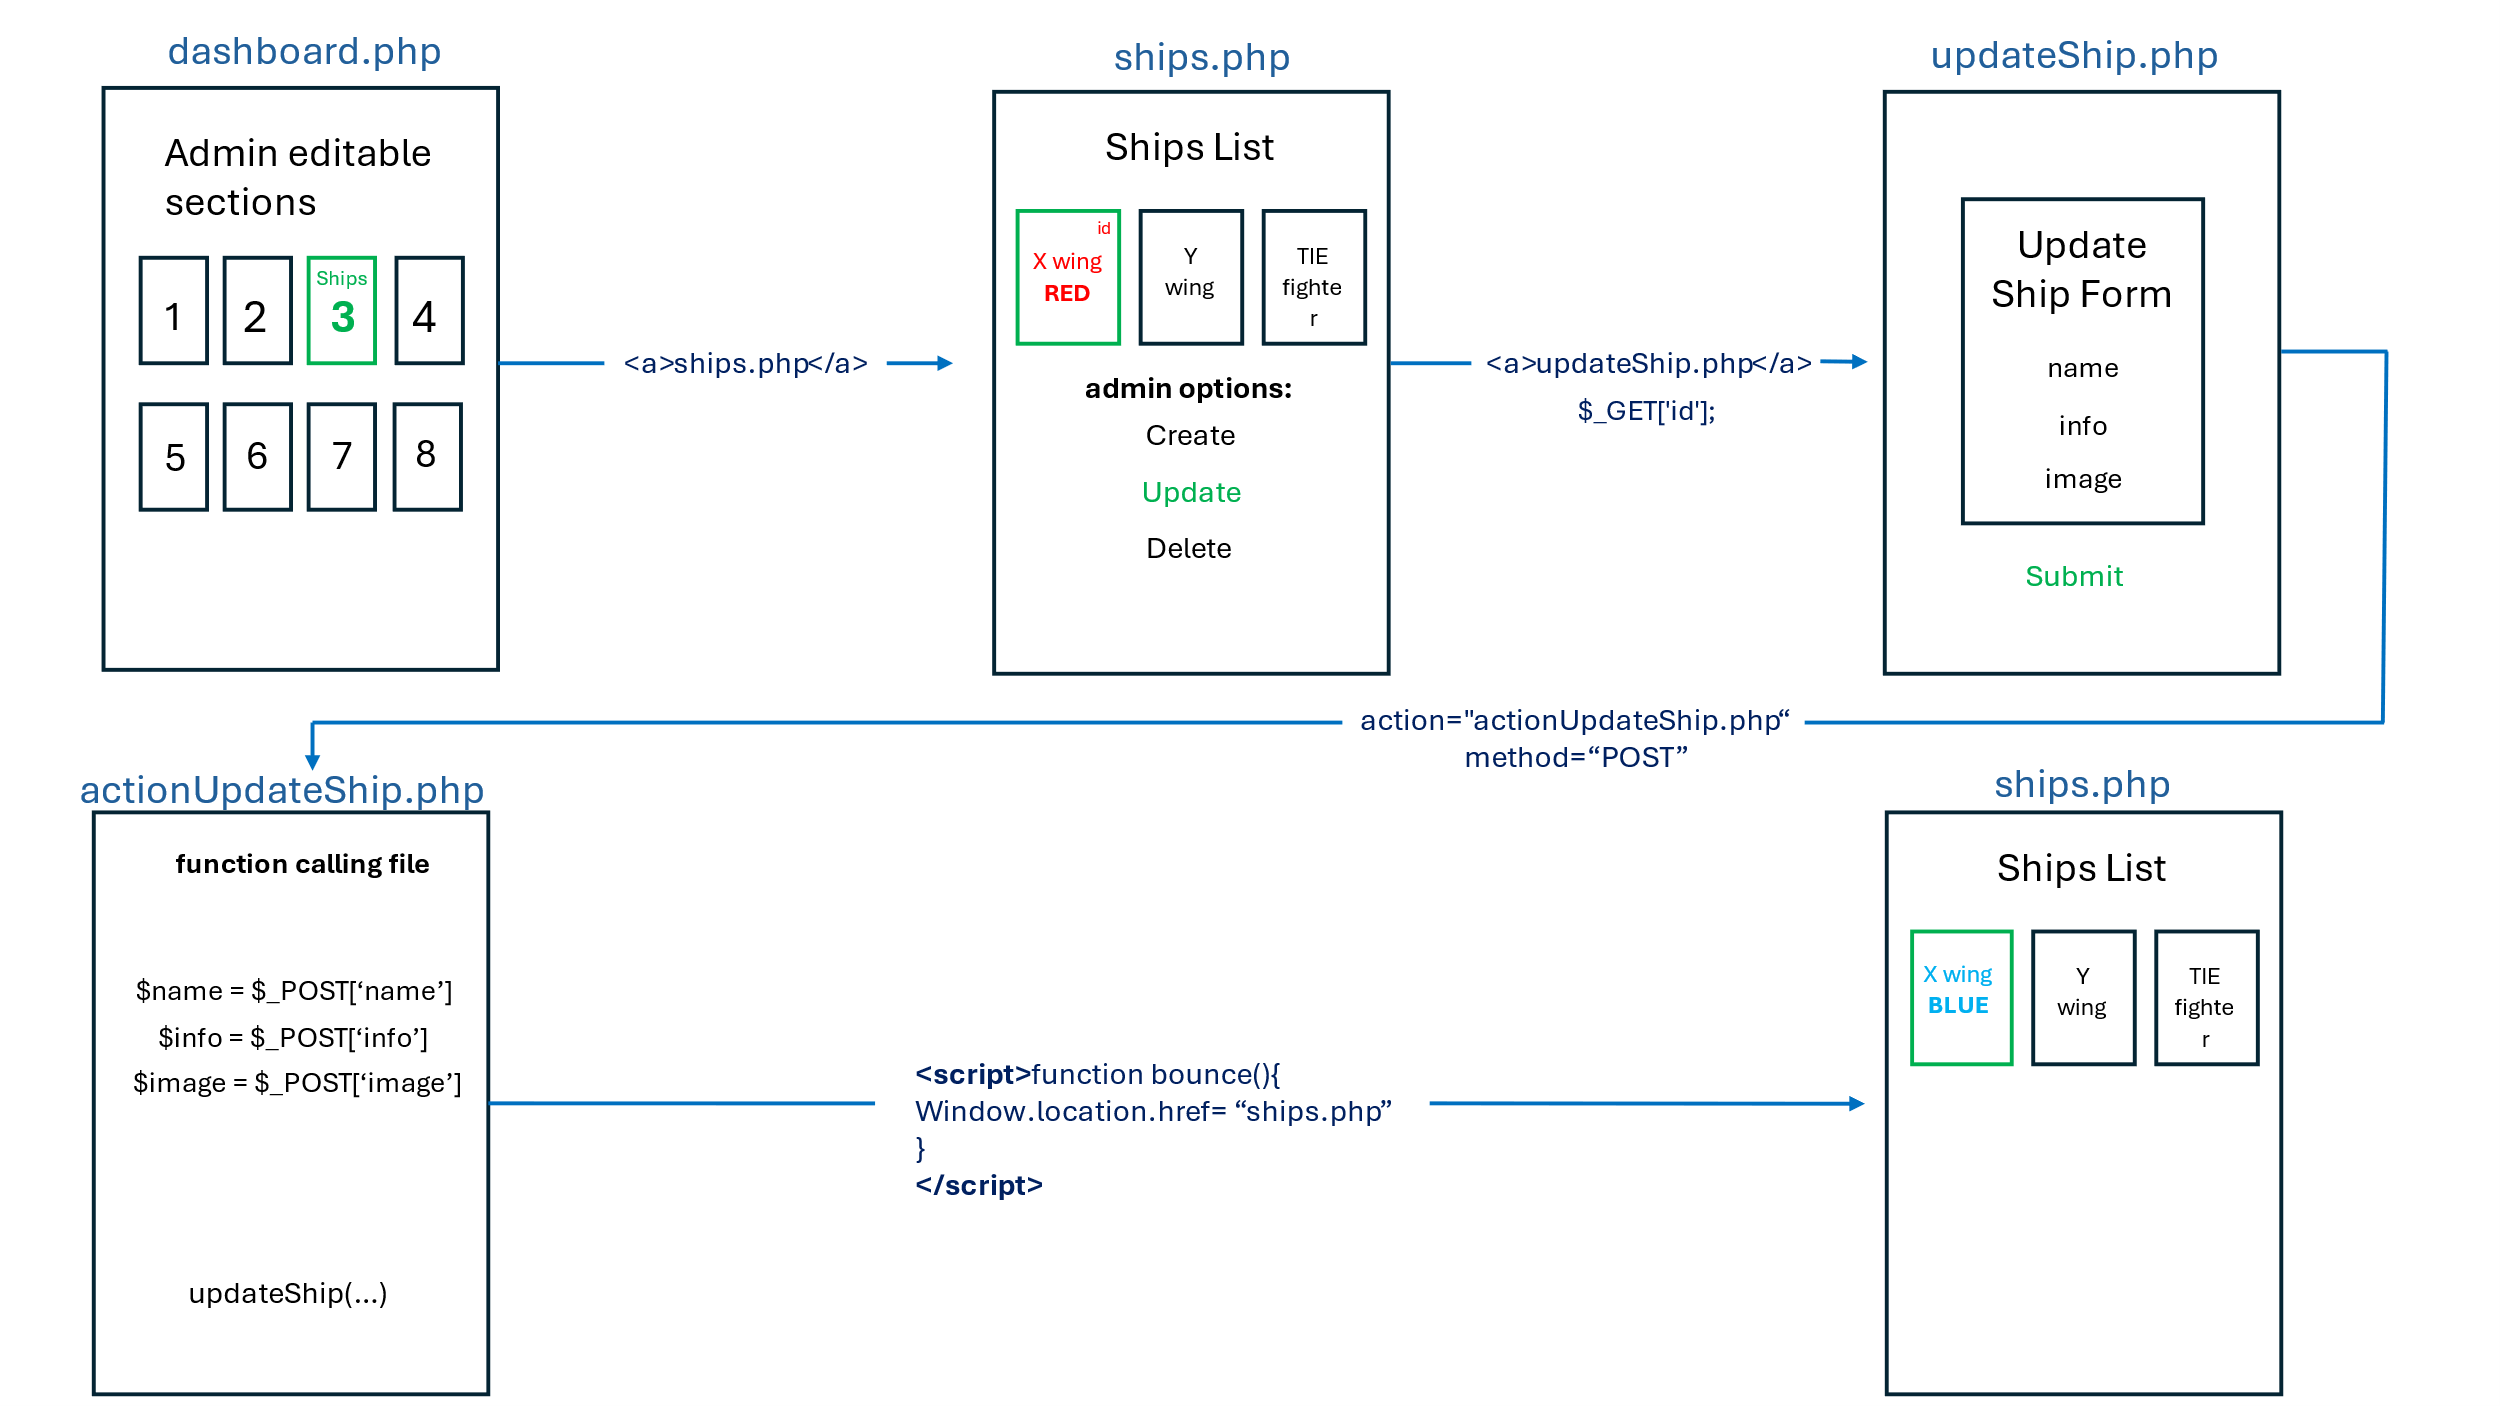 dashboard.php
Admin editable
sections
1
2
Ships
3
4
5
6
7
8
<a>ships.php</a>
ships.php
Ships List
id
X wing
RED
Y
wing
TIE
fighte
r
admin options:
Create
Update
Delete
<a>updateShip.php</a>
$_GET['id'];
updateShip.php
Update
Ship Form
name
info
image
Submit
action="actionUpdateShip.php“
method=“POST”
actionUpdateShip.php
function calling file
$name = $_POST[‘name’]
$info = $_POST[‘info’]
$image = $_POST[‘image’]
updateShip(...)
<script>function bounce(){
Window.location.href= “ships.php”
}
</script>
ships.php
Ships List
X wing
BLUE
Y
wing
TIE
fighte
r